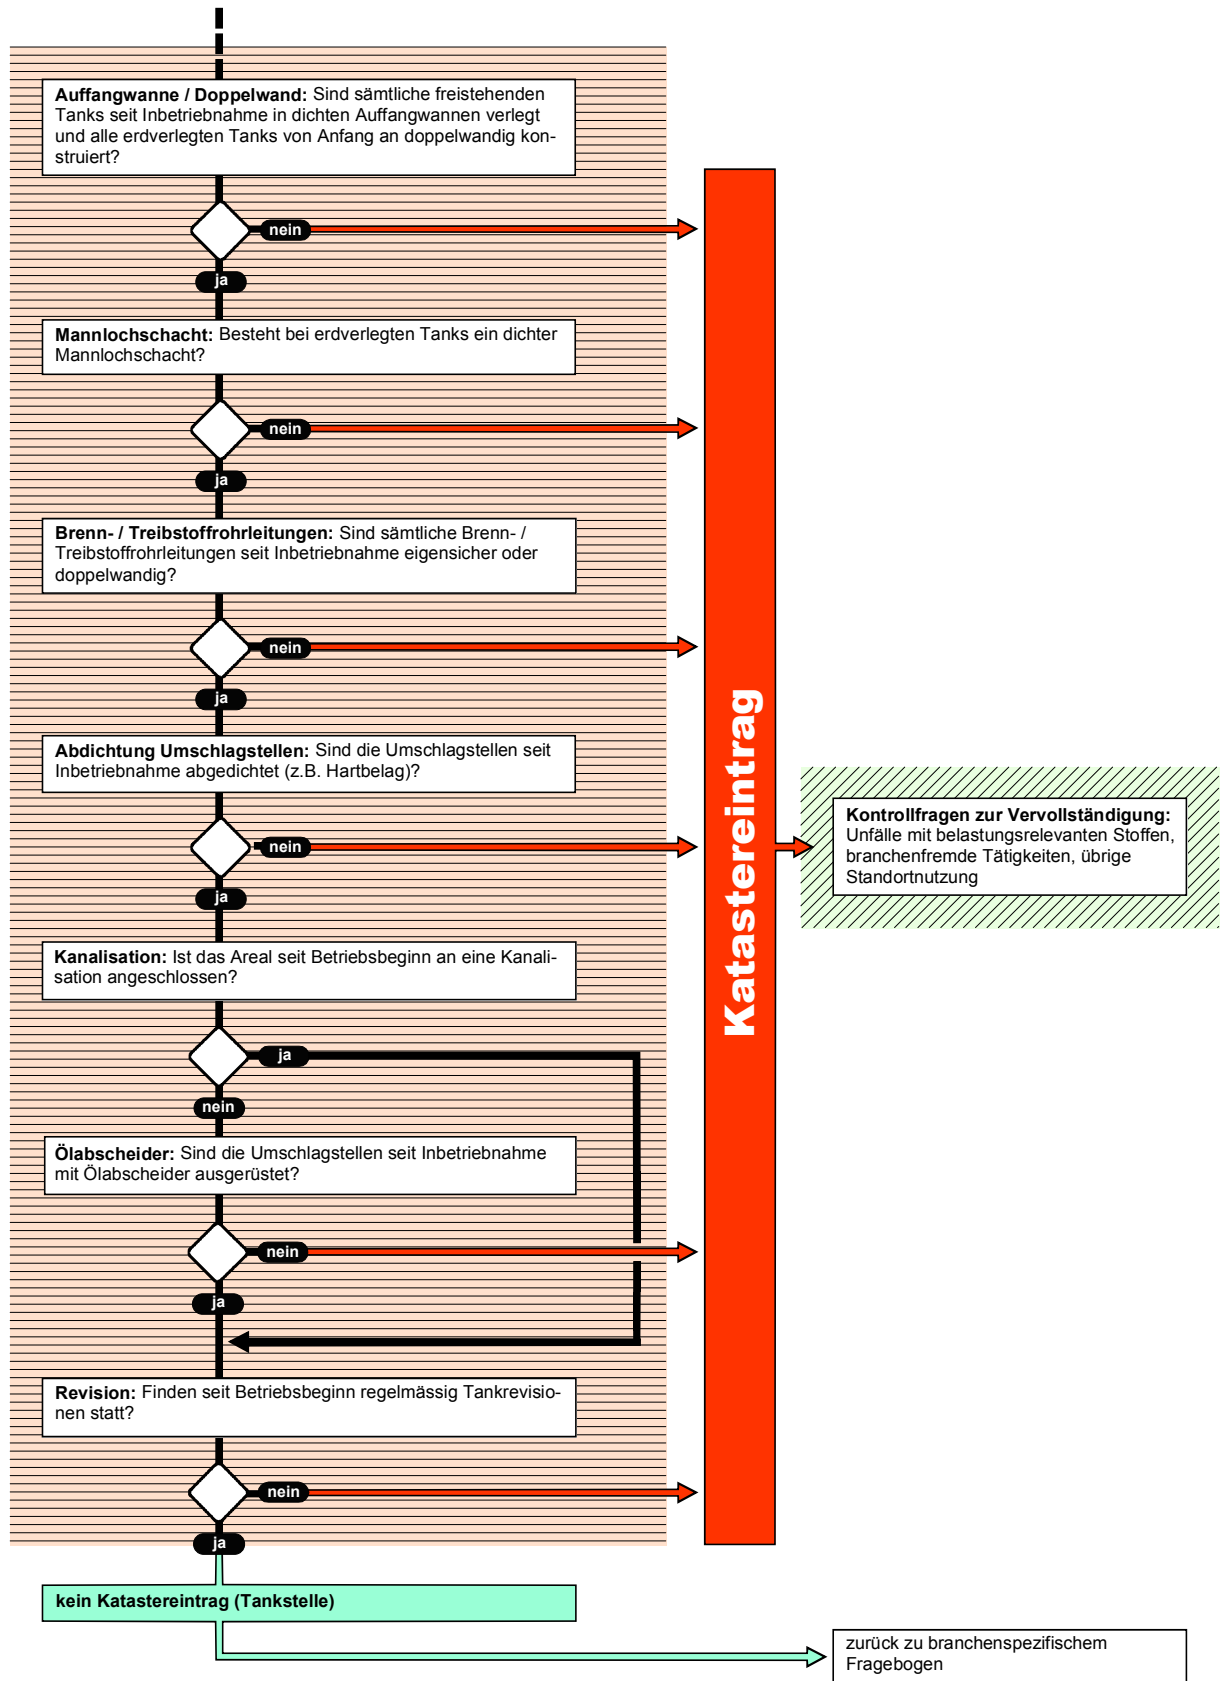 Auffangwanne / Doppelwand: Sind sämtliche freistehenden
Tanks seit Inbetriebnahme in dichten Auffangwannen verlegt
und alle erdverlegten Tanks von Anfang an doppelwandig kon-
struiert?
nein
ja
Mannlochschacht: Besteht bei erdverlegten Tanks ein dichter
Mannlochschacht?
nein
ja
Brenn- / Treibstoffrohrleitungen: Sind sämtliche Brenn- /
Treibstoffrohrleitungen seit Inbetriebnahme eigensicher oder
doppelwandig?
nein
ja
Abdichtung Umschlagstellen: Sind die Umschlagstellen seit
Inbetriebnahme abgedichtet (z.B. Hartbelag)?
nein
ja
Kanalisation: Ist das Areal seit Betriebsbeginn an eine Kanali-
sation angeschlossen?
ja
nein
Ölabscheider: Sind die Umschlagstellen seit Inbetriebnahme
mit Ölabscheider ausgerüstet?
nein
ja
Revision: Finden seit Betriebsbeginn regelmässig Tankrevisio-
nen statt?
nein
ja
Katastereintrag
Kontrollfragen zur Vervollständigung:
Unfälle mit belastungsrelevanten Stoffen,
branchenfremde Tätigkeiten, übrige
Standortnutzung
kein Katastereintrag (Tankstelle)
zurück zu branchenspezifischem
Fragebogen